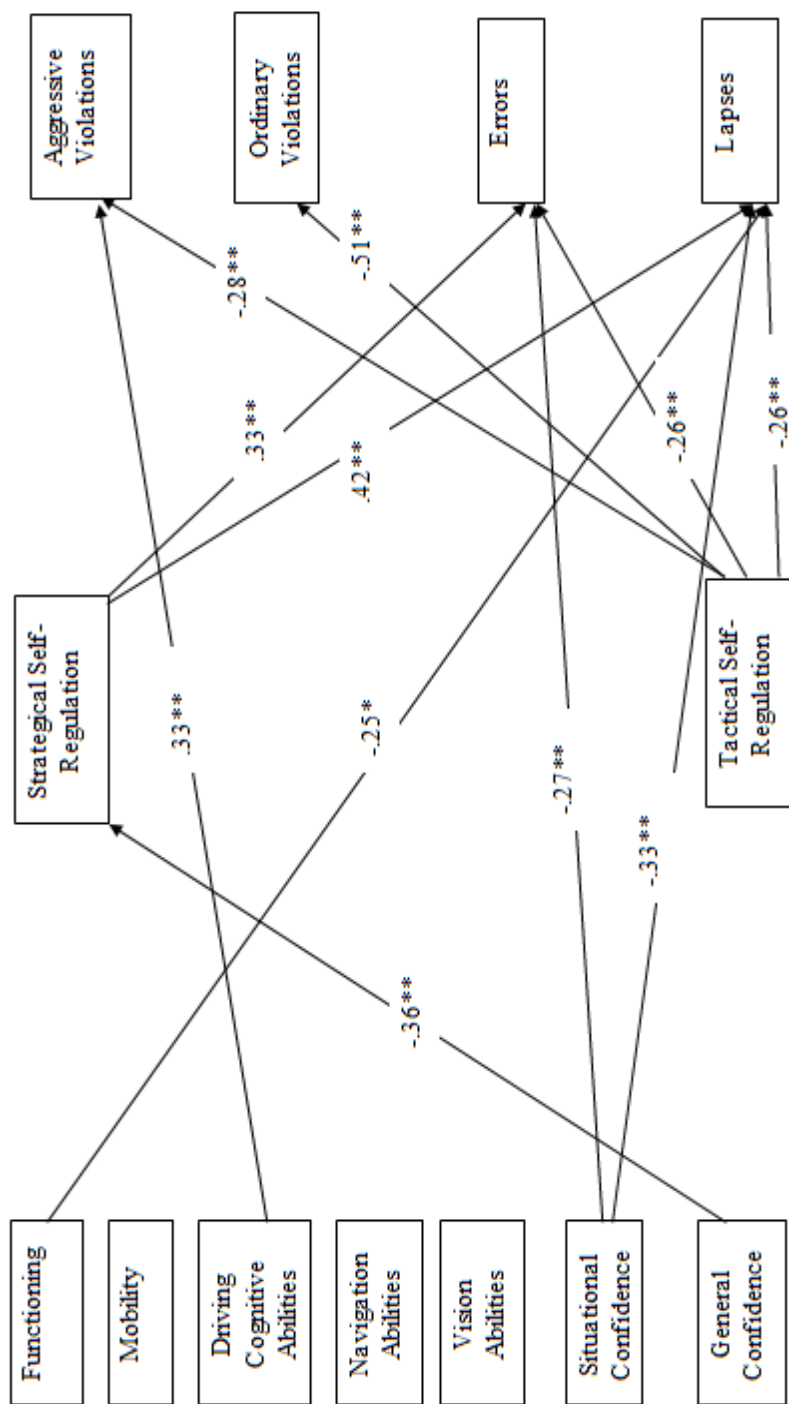 Functioning
Mobility
Driving
Cognitive
Abilities
Navigation
Abilities
Vision
Abilities
Situational
Confidence
General
Confidence
Strategical Self-
Regulation
Tactical Self-
Regulation
Aggressive
Violations
Ordinary
Violations
Errors
Lapses
.33**
-.28**
-.51**
.33**
.42**
-.25*
-.26**
-.26**
-.27**
-.33**
-.36**